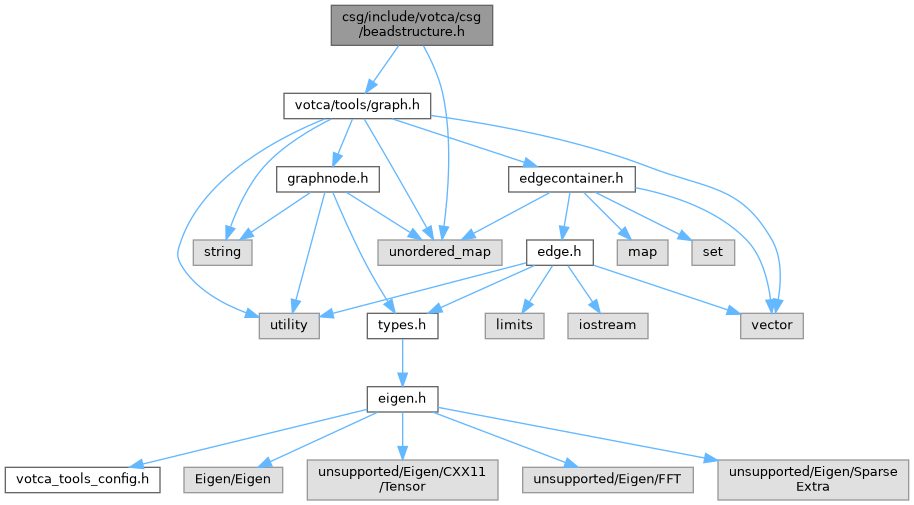 csg/include/votca/csg
/beadstructure.h
votca/tools/graph.h
graphnode.h
edgecontainer.h
string
unordered_map
edge.h
map
set
utility
types.h
limits
iostream
vector
eigen.h
votca_tools_config.h
Eigen/Eigen
unsupported/Eigen/CXX11
/Tensor
unsupported/Eigen/FFT
unsupported/Eigen/Sparse
Extra